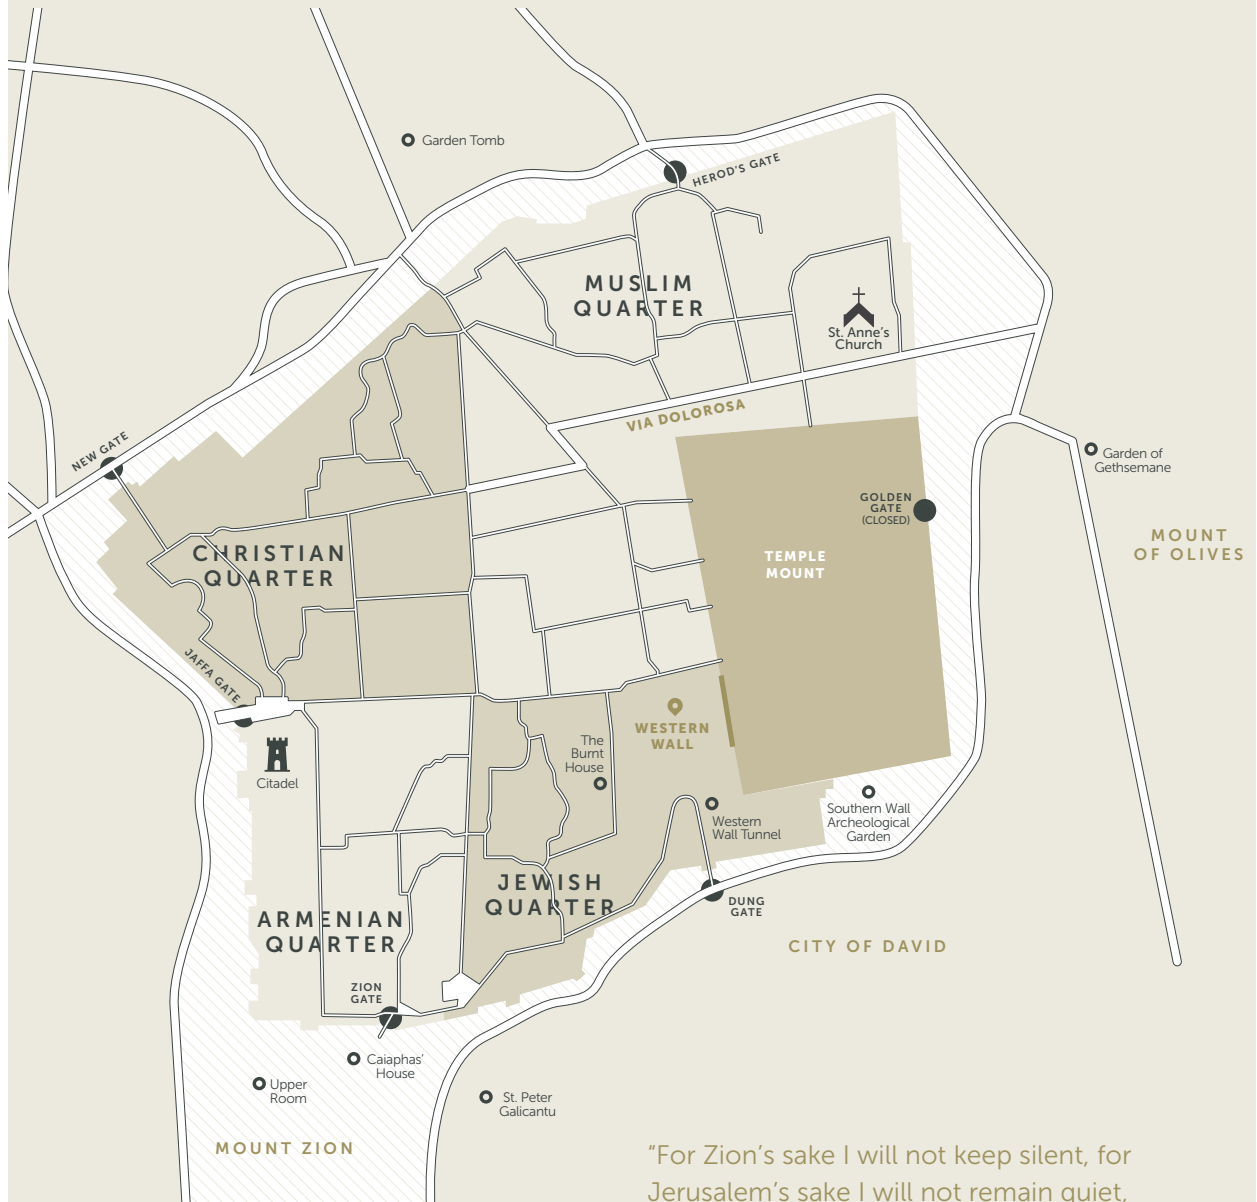 Garden Tomb
HEROD'S GATE
MUSLIM
QUARTER
St. Anne's
Church
VIA DOLOROSA
NEW GATE
Garden of
Gethsemane
GOLDEN
GATE
(CLOSED)
MOUNT
OF OLIVES
CHRISTIAN
QUARTER
TEMPLE
MOUNT
JAFFA GATE
WESTERN
WALL
The
Burnt
House
Citadel
Western
Wall Tunnel
Southern Wall
Archeological
Garden
JEWISH
QUARTER
DUNG
GATE
ARMENIAN
QUARTER
CITY OF DAVID
ZION
GATE
Caiaphas'
House
Upper
Room
St. Peter
Galicantu
MOUNT ZION
“For Zion’s sake I will not keep silent, for
Jerusalem’s sake I will not remain quiet,